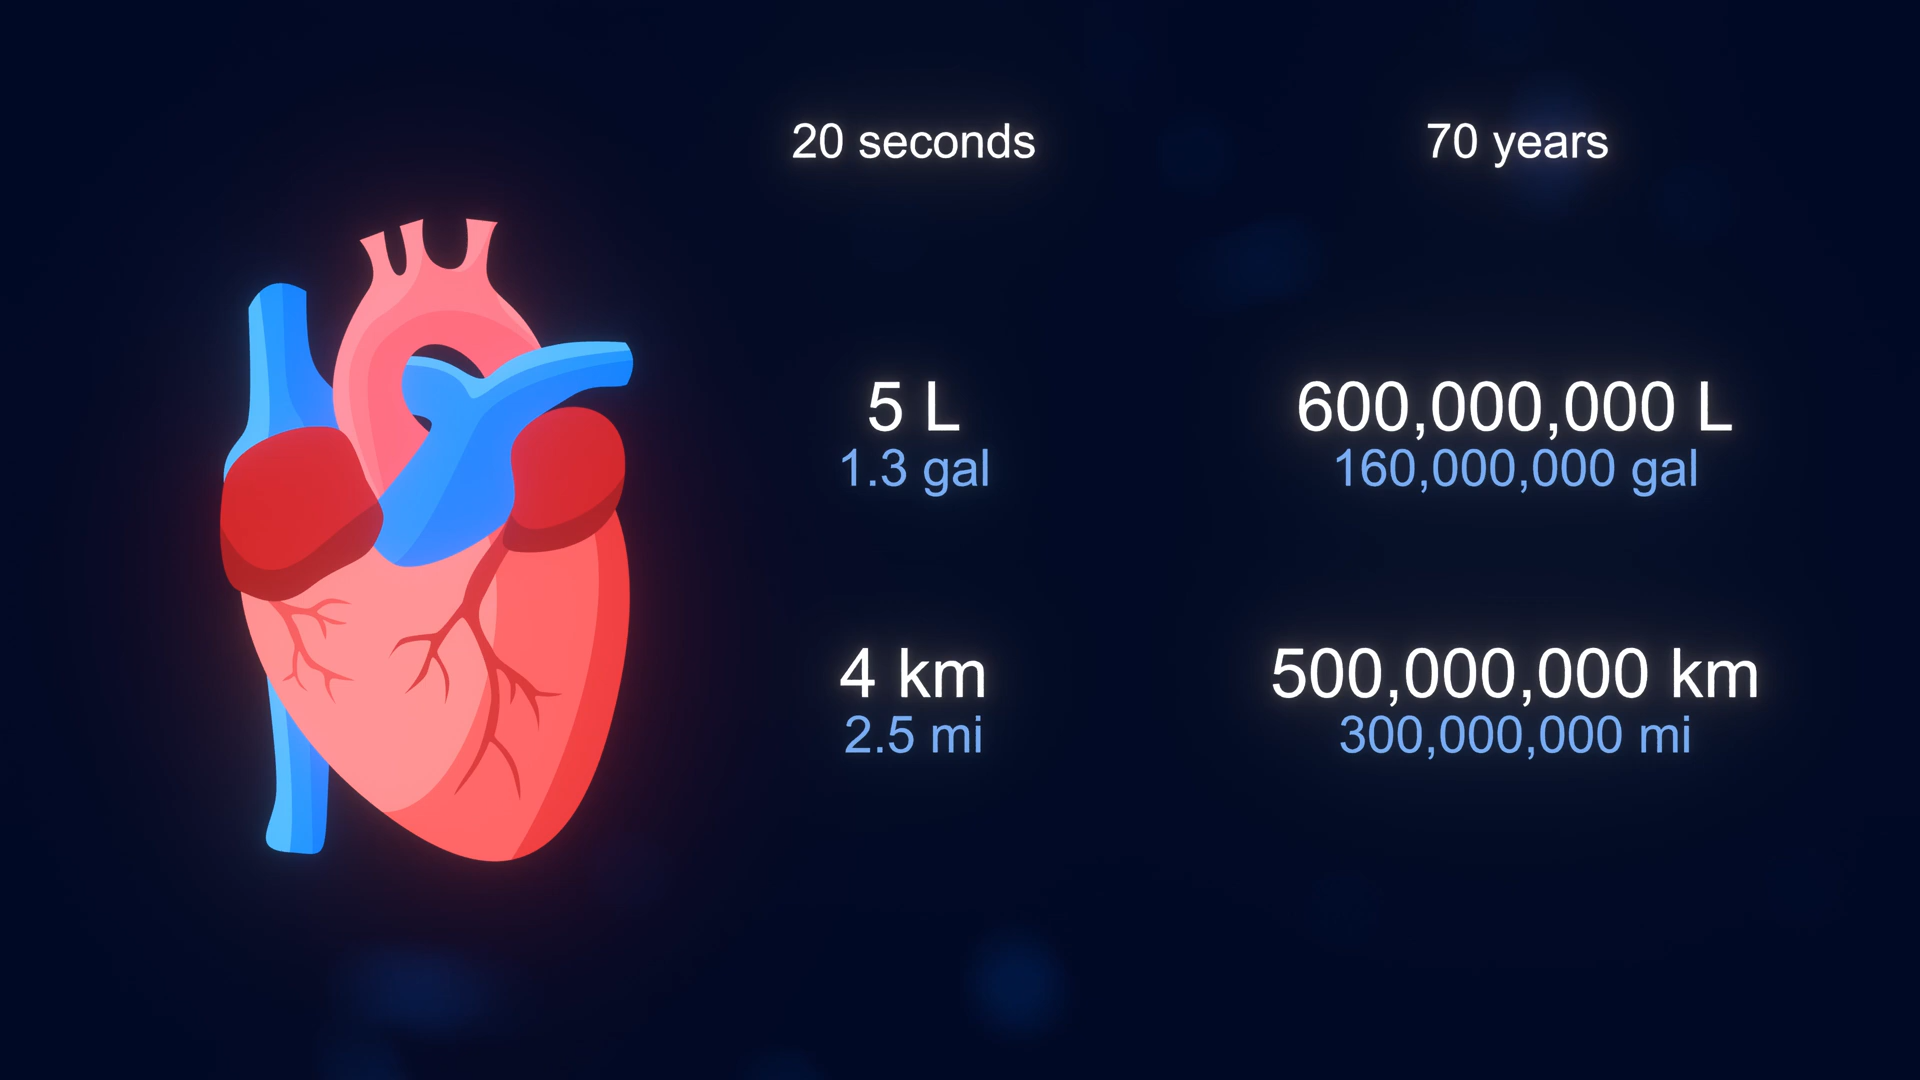 20 seconds
70 years
5 L
1.3 gal
600,000,000 L
160,000,000 gal
4 km
2.5 mi
500,000,000 km
300,000,000 mi